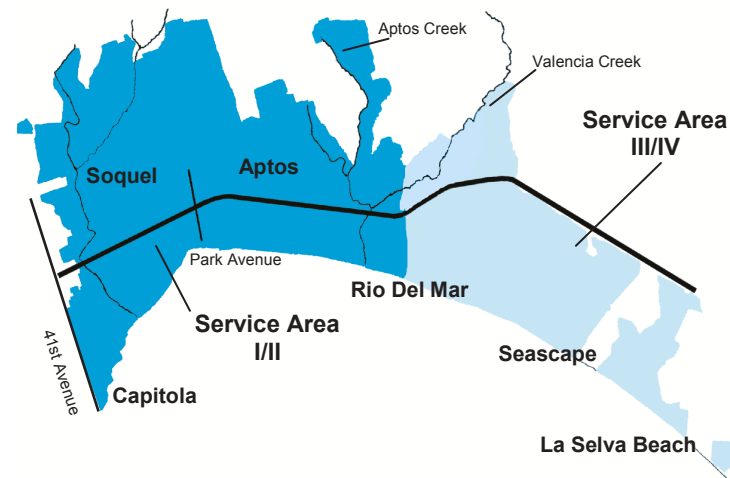 Aptos Creek
Valencia Creek
Service Area
III/IV
Soquel
Aptos
Park Avenue
Rio Del Mar
Service Area
I/II
41st Avenue
Seascape
Capitola
La Selva Beach